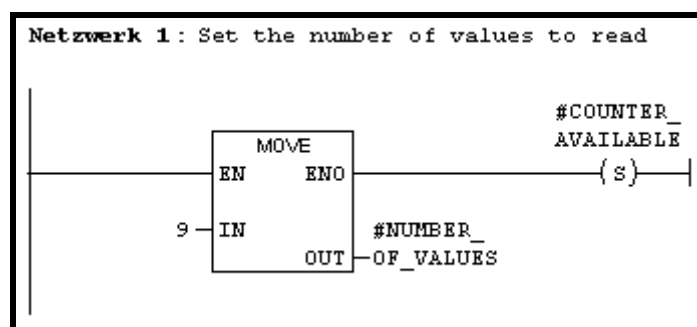 Netzwerk 1: Set the number of values to read
#COUNTER_
AVAILABLE
MOVE
EN ENO
(S)
9 IN
#NUMBER_
OUT OF_VALUES